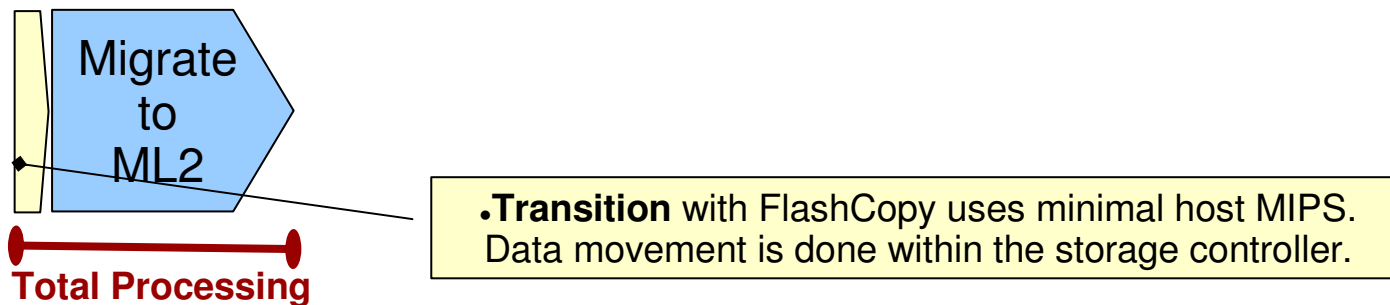 Migrate
to
ML2
•Transition with FlashCopy uses minimal host MIPS.
Data movement is done within the storage controller.
Total Processing